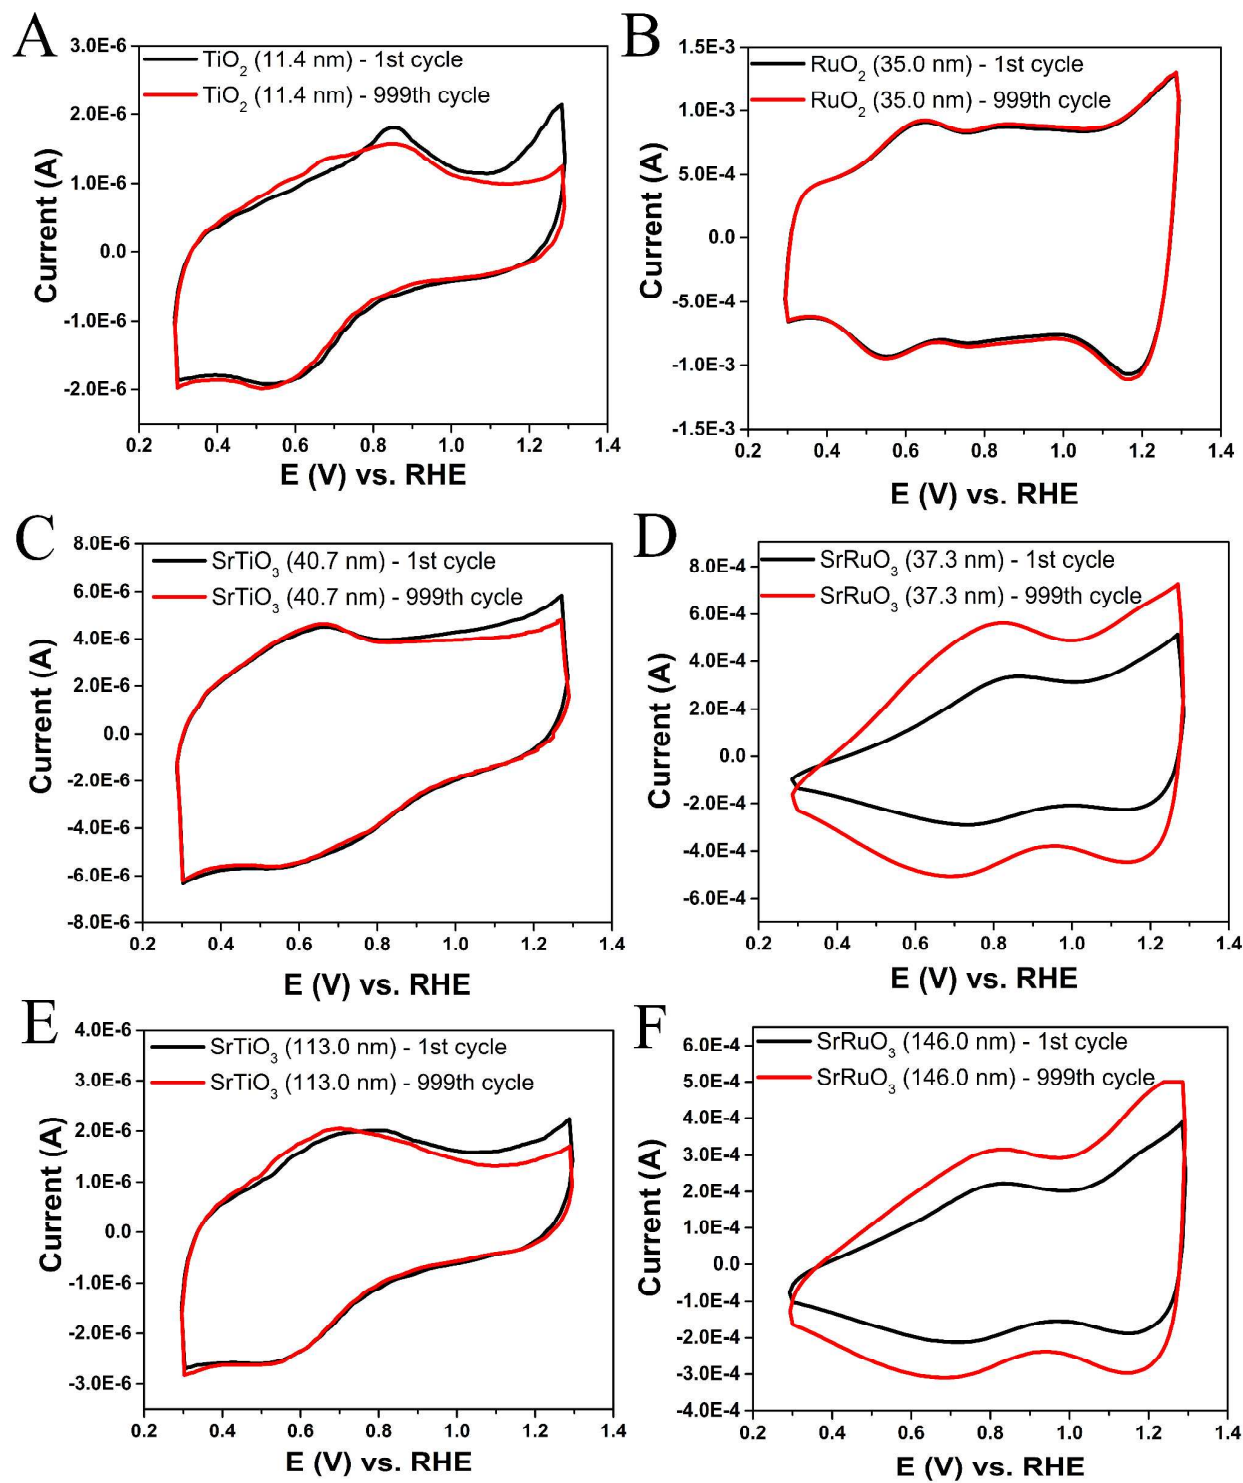 A
3.0E-6
2.0E-6
1.0E-6
0.0
-1.0E-6
-2.0E-6
Current (A)
TiO2 (11.4 nm) - 1st cycle
TiO2 (11.4 nm) - 999th cycle
0.2 0.4 0.6 0.8 1.0 1.2 1.4
E (V) vs. RHE
B
1.5E-3
1.0E-3
5.0E-4
0.0
-5.0E-4
-1.0E-3
-1.5E-3
Current (A)
RuO2 (35.0 nm) - 1st cycle
RuO2 (35.0 nm) - 999th cycle
0.2 0.4 0.6 0.8 1.0 1.2 1.4
E (V) vs. RHE
C
8.0E-6
6.0E-6
4.0E-6
2.0E-6
0.0
-2.0E-6
-4.0E-6
-6.0E-6
-8.0E-6
Current (A)
SrTiO3 (40.7 nm) - 1st cycle
SrTiO3 (40.7 nm) - 999th cycle
0.2 0.4 0.6 0.8 1.0 1.2 1.4
E (V) vs. RHE
D
8.0E-4
6.0E-4
4.0E-4
2.0E-4
0.0
-2.0E-4
-4.0E-4
-6.0E-4
Current (A)
SrRuO3 (37.3 nm) - 1st cycle
SrRuO3 (37.3 nm) - 999th cycle
0.2 0.4 0.6 0.8 1.0 1.2 1.4
E (V) vs. RHE
E
4.0E-6
3.0E-6
2.0E-6
1.0E-6
0.0
-1.0E-6
-2.0E-6
-3.0E-6
Current (A)
SrTiO3 (113.0 nm) - 1st cycle
SrTiO3 (113.0 nm) - 999th cycle
0.2 0.4 0.6 0.8 1.0 1.2 1.4
E (V) vs. RHE
F
6.0E-4
5.0E-4
4.0E-4
3.0E-4
2.0E-4
1.0E-4
0.0
-1.0E-4
-2.0E-4
-3.0E-4
-4.0E-4
Current (A)
SrRuO3 (146.0 nm) - 1st cycle
SrRuO3 (146.0 nm) - 999th cycle
0.2 0.4 0.6 0.8 1.0 1.2 1.4
E (V) vs. RHE